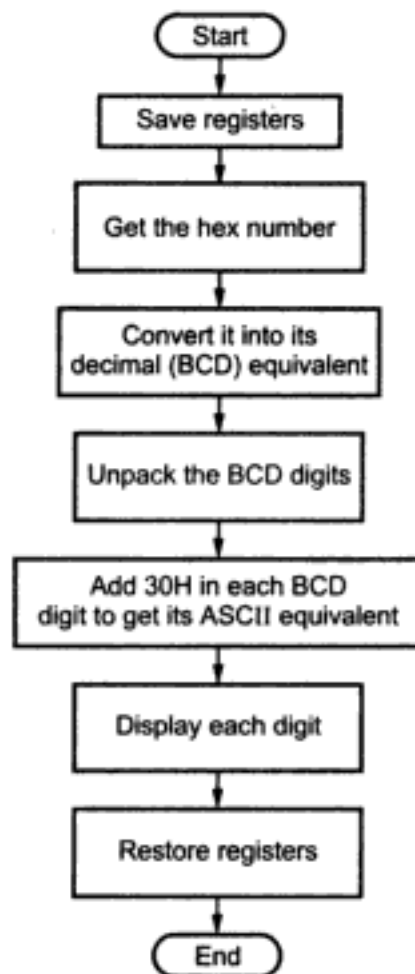 Start
Save registers
Get the hex number
Convert it into its
decimal (BCD) equivalent
Unpack the BCD digits
Add 30H in each BCD
digit to get its ASCII equivalent
Display each digit
Restore registers
End